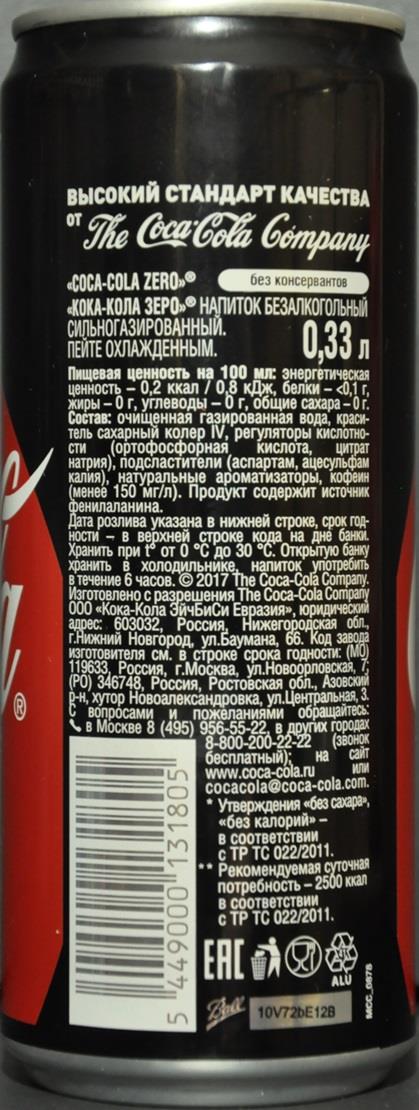 ВЫСОКИЙ СТАНДАРТ КАЧЕСТВА
от The Coca-Cola Company
«COCA-COLA ZERO»® без консервантов
«КОКА-КОЛА ЗЕРО»® НАПИТОК БЕЗАЛКОГОЛЬНЫЙ
СИЛЬНОГАЗИРОВАННЫЙ.
ПЕЙТЕ ОХЛАЖДЕННЫМ. 0,33 л
Пищевая ценность на 100 мл: энергетическая
ценность – 0,2 ккал / 0,8 кДж, белки – <0,1 г,
жиры – 0 г, углеводы – 0 г, общие сахара – 0 г.
Состав: очищенная газированная вода, краси-
тель сахарный колер IV, регуляторы кислотно-
сти (ортофосфорная кислота, цитрат
натрия), подсластители (аспартам, ацесульфам
калия), натуральные ароматизаторы, кофеин
(менее 150 мг/л). Продукт содержит источник
фенилаланина.
Дата розлива указана в нижней строке, срок год-
ности – в верхней строке кода на дне банки.
Хранить при t° от 0 °C до 30 °C. Открытую банку
хранить в холодильнике, напиток употребить
в течение 6 часов. © 2017 The Coca-Cola Company.
Изготовлено с разрешения The Coca-Cola Company
ООО «Кока-Кола ЭйчБиСи Евразия», юридический
адрес: 603032, Россия, Нижегородская обл.,
г.Нижний Новгород, ул.Баумана, 66. Код завода
изготовителя см. в строке срока годности: (МО)
119633, Россия, г.Москва, ул.Новоорловская, 7;
(РО) 346748, Россия, Ростовская обл., Азовский
р-н, хутор Новоалександровка, ул.Центральная, 3.
С вопросами и пожеланиями обращайтесь:
в Москве 8 (495) 956-55-22, в других городах
8-800-200-22-22 (звонок
бесплатный); на сайт
www.coca-cola.ru или
cocacola@coca-cola.com.
* Утверждения «без сахара»,
«без калорий» –
в соответствии
с ТР ТС 022/2011.
** Рекомендуемая суточная
потребность – 2500 ккал
в соответствии
с ТР ТС 022/2011.
5 449000 131805
EAC
ALU
Ball 10V72bE12B
MCC_0878
®